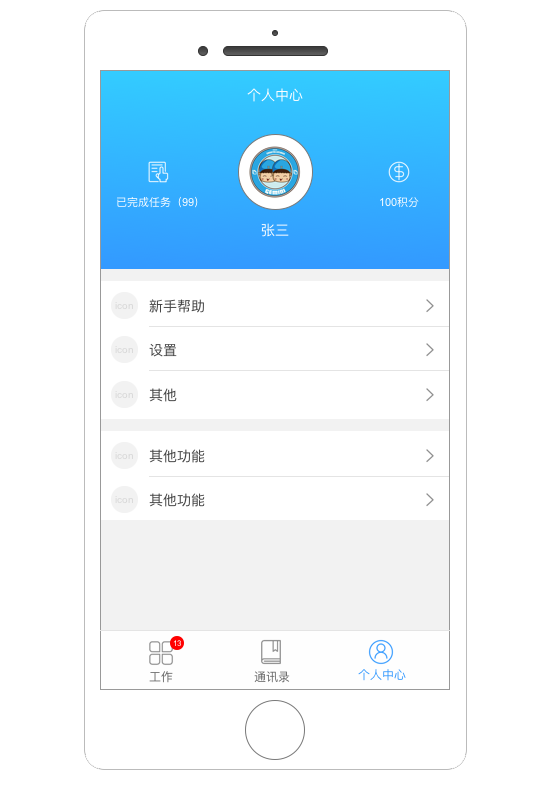 个人中心
已完成任务（99）
100积分
GEMINI
张三
icon 新手帮助
icon 设置
icon 其他
icon 其他功能
icon 其他功能
13
工作
通讯录
个人中心